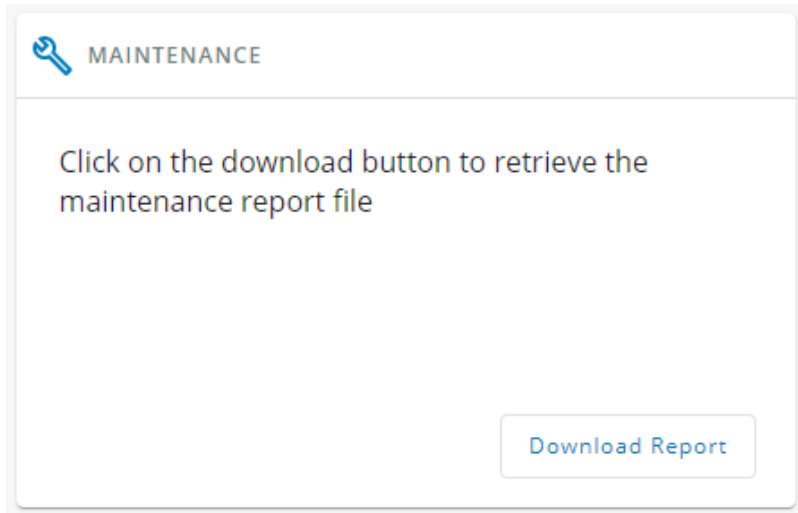 MAINTENANCE
Click on the download button to retrieve the
maintenance report file
Download Report